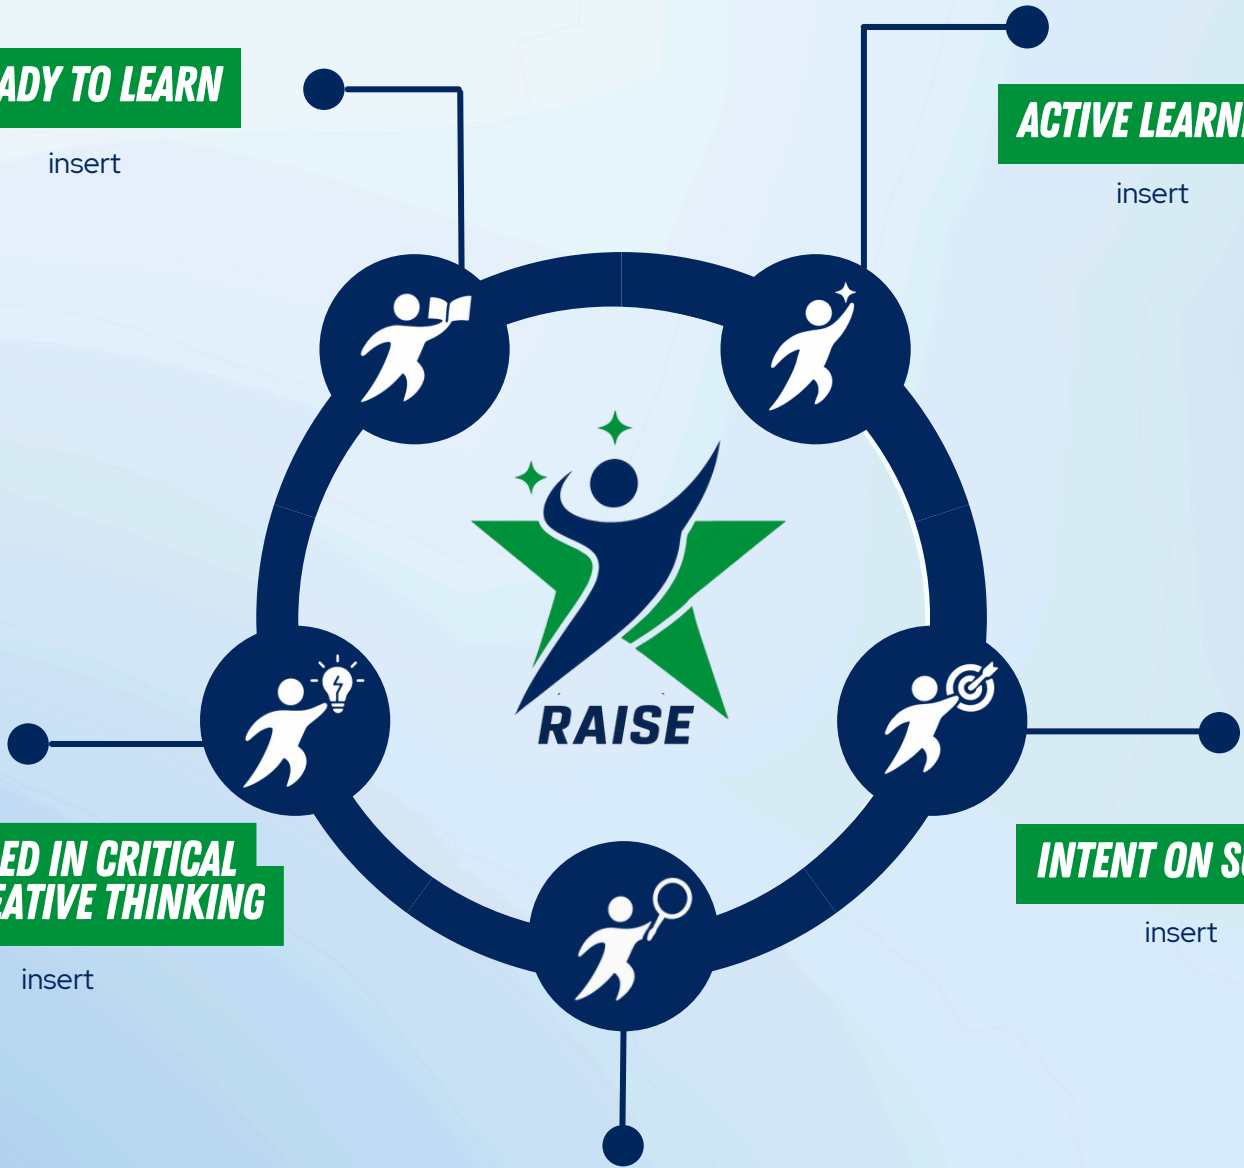 ADY TO LEARN
insert
ACTIVE LEARN
insert
RAISE
ED IN CRITICAL
EATIVE THINKING
insert
INTENT ON S
insert